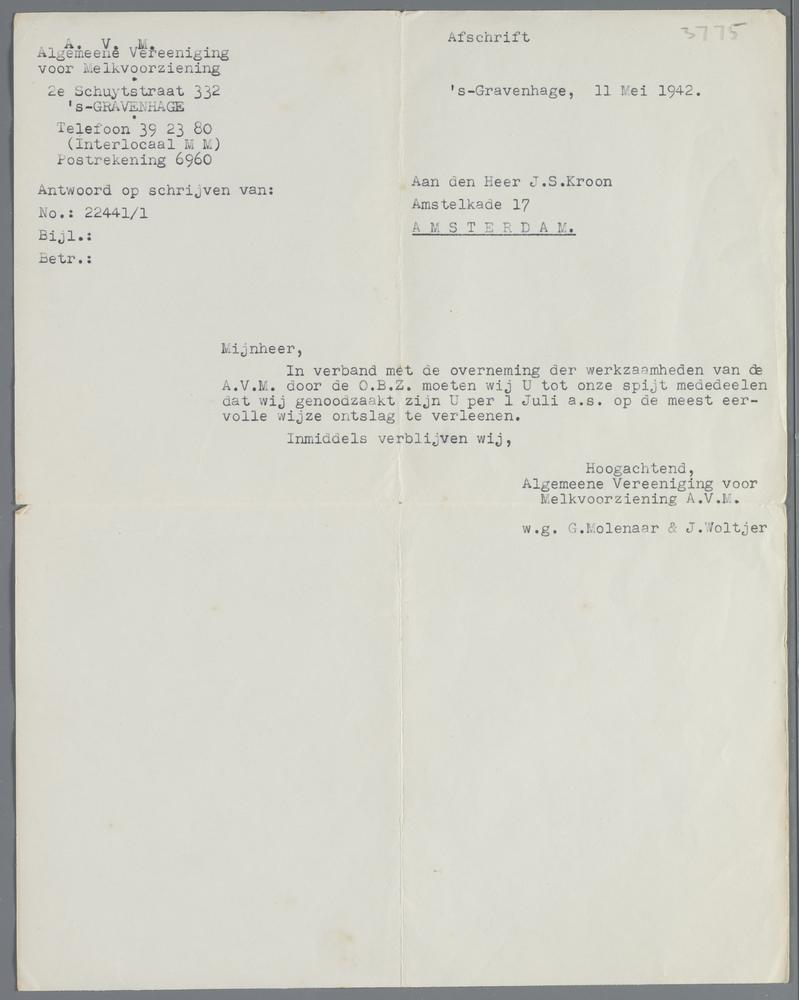 A. V. M.
Algemeene Vereeniging
voor Melkvoorziening
2e Schuytstraat 332
's-GRAVENHAGE
Telefoon 39 23 80
(Interlocaal M M)
Postrekening 6960
Antwoord op schrijven van:
No.: 22441/1
Bijl.:
Betr.:
Afschrift
3775
's-Gravenhage, 11 Mei 1942.
Aan den Heer J.S.Kroon
Amstelkade 17
A M S T E R D A M.
Mijnheer,
In verband met de overneming der werkzaamheden van de
A.V.M. door de O.B.Z. moeten wij U tot onze spijt mededeelen
dat wij genoodzaakt zijn U per 1 Juli a.s. op de meest eer-
volle wijze ontslag te verleenen.
Inmiddels verblijven wij,
Hoogachtend,
Algemeene Vereeniging voor
Melkvoorziening A.V.M.
w.g. G.Molenaar & J.Woltjer